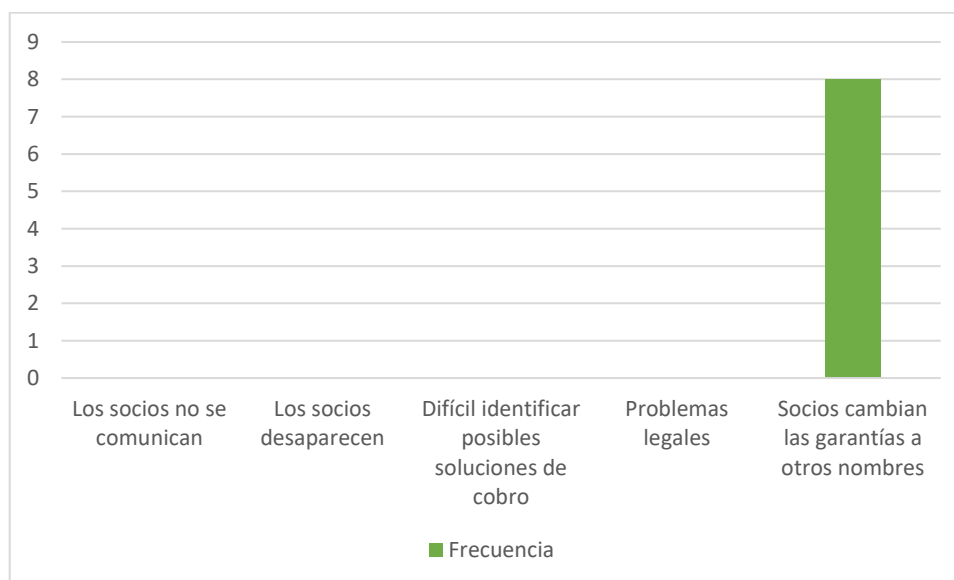 9
8
7
6
5
4
3
2
1
0
Los socios no se
comunican
Los socios
desaparecen
Difícil identificar
posibles
soluciones de
cobro
Problemas
legales
Socios cambian
las garantías a
otros nombres
Frecuencia